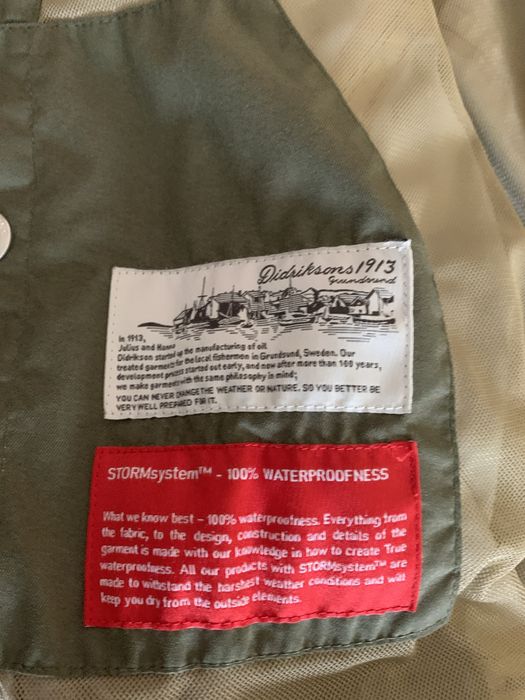 Didriksons1913
Grundsund
In 1913,
Julius and Hanna
Didrikson started up the manufacturing of oil
treated garments for the local fishermen in Grundsund, Sweden. Our
development process started out early, and now after more than 100 years,
we make garments with the same philosophy in mind;
YOU CAN NEVER CHANGE THE WEATHER OR NATURE. SO YOU BETTER BE
VERY WELL PREPARED FOR IT.
STORMsystem™ - 100% WATERPROOFNESS
What we know best – 100% waterproofness. Everything from
the fabric, to the design, construction and details of the
garment is made with our knowledge in how to create True
waterproofness. All our products with STORMsystem™ are
made to withstand the harshest weather conditions and will
keep you dry from the outside elements.